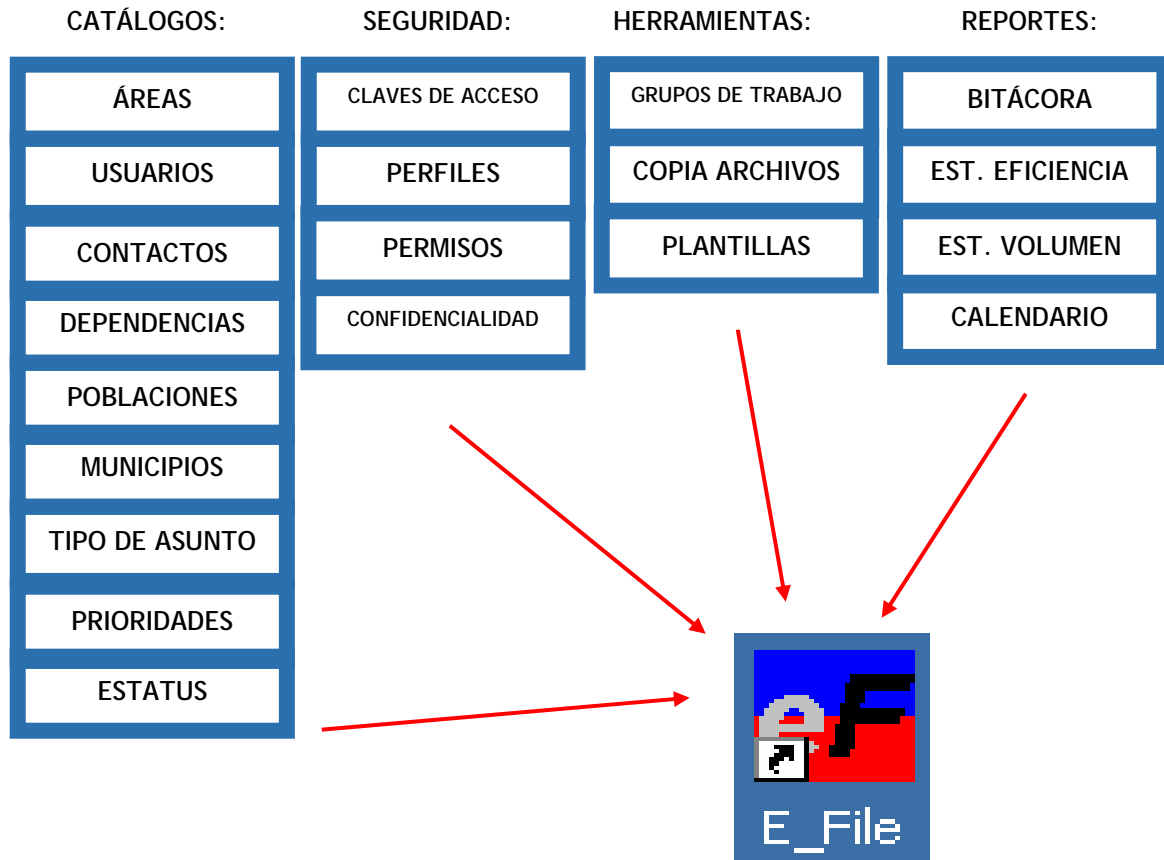 CATÁLOGOS:
ÁREAS
USUARIOS
CONTACTOS
DEPENDENCIAS
POBLACIONES
MUNICIPIOS
TIPO DE ASUNTO
PRIORIDADES
ESTATUS
SEGURIDAD:
CLAVES DE ACCESO
PERFILES
PERMISOS
CONFIDENCIALIDAD
HERRAMIENTAS:
GRUPOS DE TRABAJO
COPIA ARCHIVOS
PLANTILLAS
REPORTES:
BITÁCORA
EST. EFICIENCIA
EST. VOLUMEN
CALENDARIO
e.F
E_File